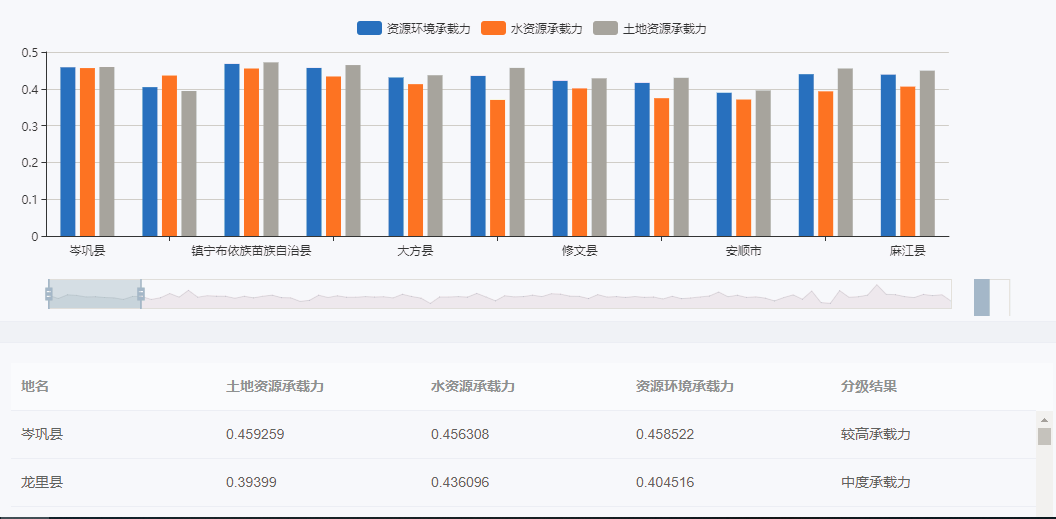 资源环境承载力 水资源承载力 土地资源承载力
0.5
0.4
0.3
0.2
0.1
0
岑巩县 镇宁布依族苗族自治县 大方县 修文县 安顺市 麻江县
地名 土地资源承载力 水资源承载力 资源环境承载力 分级结果
岑巩县 0.459259 0.456308 0.458522 较高承载力
龙里县 0.39399 0.436096 0.404516 中度承载力